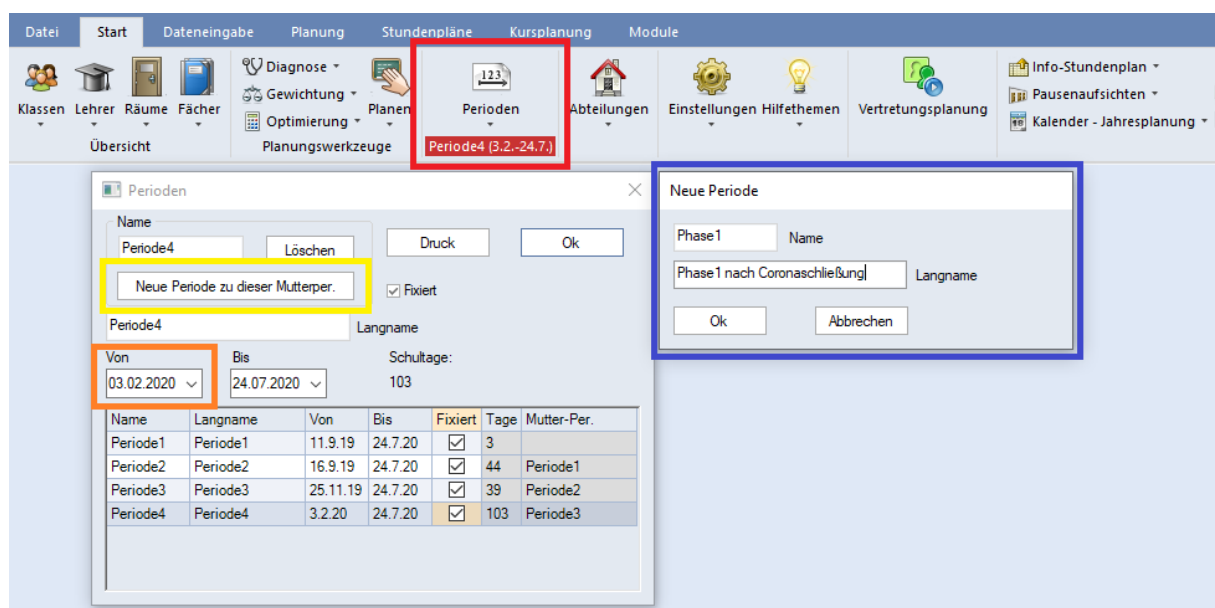 Datei Start Dateneingabe Planung Stundenpläne Kursplanung Module
Klassen Lehrer Räume Fächer
Übersicht
Diagnose
Gewichtung
Optimierung
Planen
Planungswerkzeuge
123
Perioden
Periode4 (3.2.-24.7.)
Abteilungen
Einstellungen Hilfethemen
Vertretungsplanung
Info-Stundenplan
Pausenaufsichten
Kalender - Jahresplanung
Perioden
Name
Periode4 Löschen Druck Ok
Neue Periode zu dieser Mutterper. Fixiert
Periode4 Langname
Von Bis Schultage:
03.02.2020 24.07.2020 103
Name Langname Von Bis Fixiert Tage Mutter-Per.
Periode1 Periode1 11.9.19 24.7.20 3
Periode2 Periode2 16.9.19 24.7.20 44 Periode1
Periode3 Periode3 25.11.19 24.7.20 39 Periode2
Periode4 Periode4 3.2.20 24.7.20 103 Periode3
Neue Periode
Phase1 Name
Phase1 nach Coronaschließung Langname
Ok Abbrechen